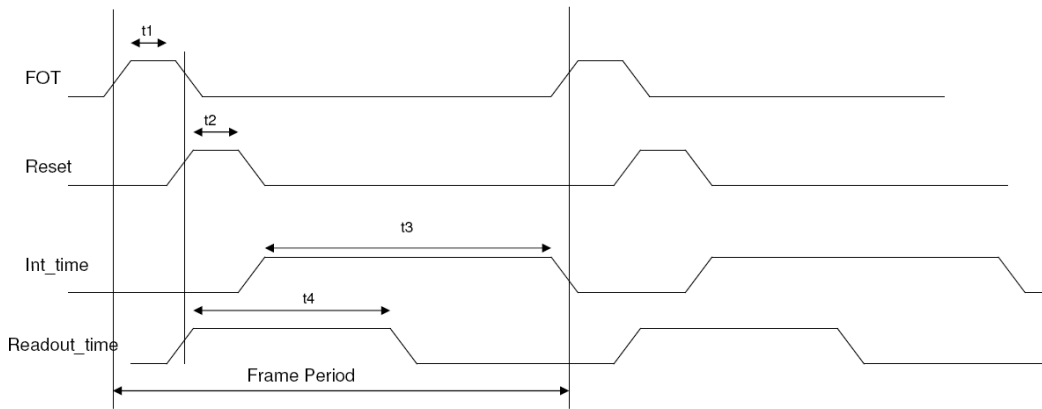 t1
FOT
t2
Reset
t3
Int_time
t4
Readout_time
Frame Period